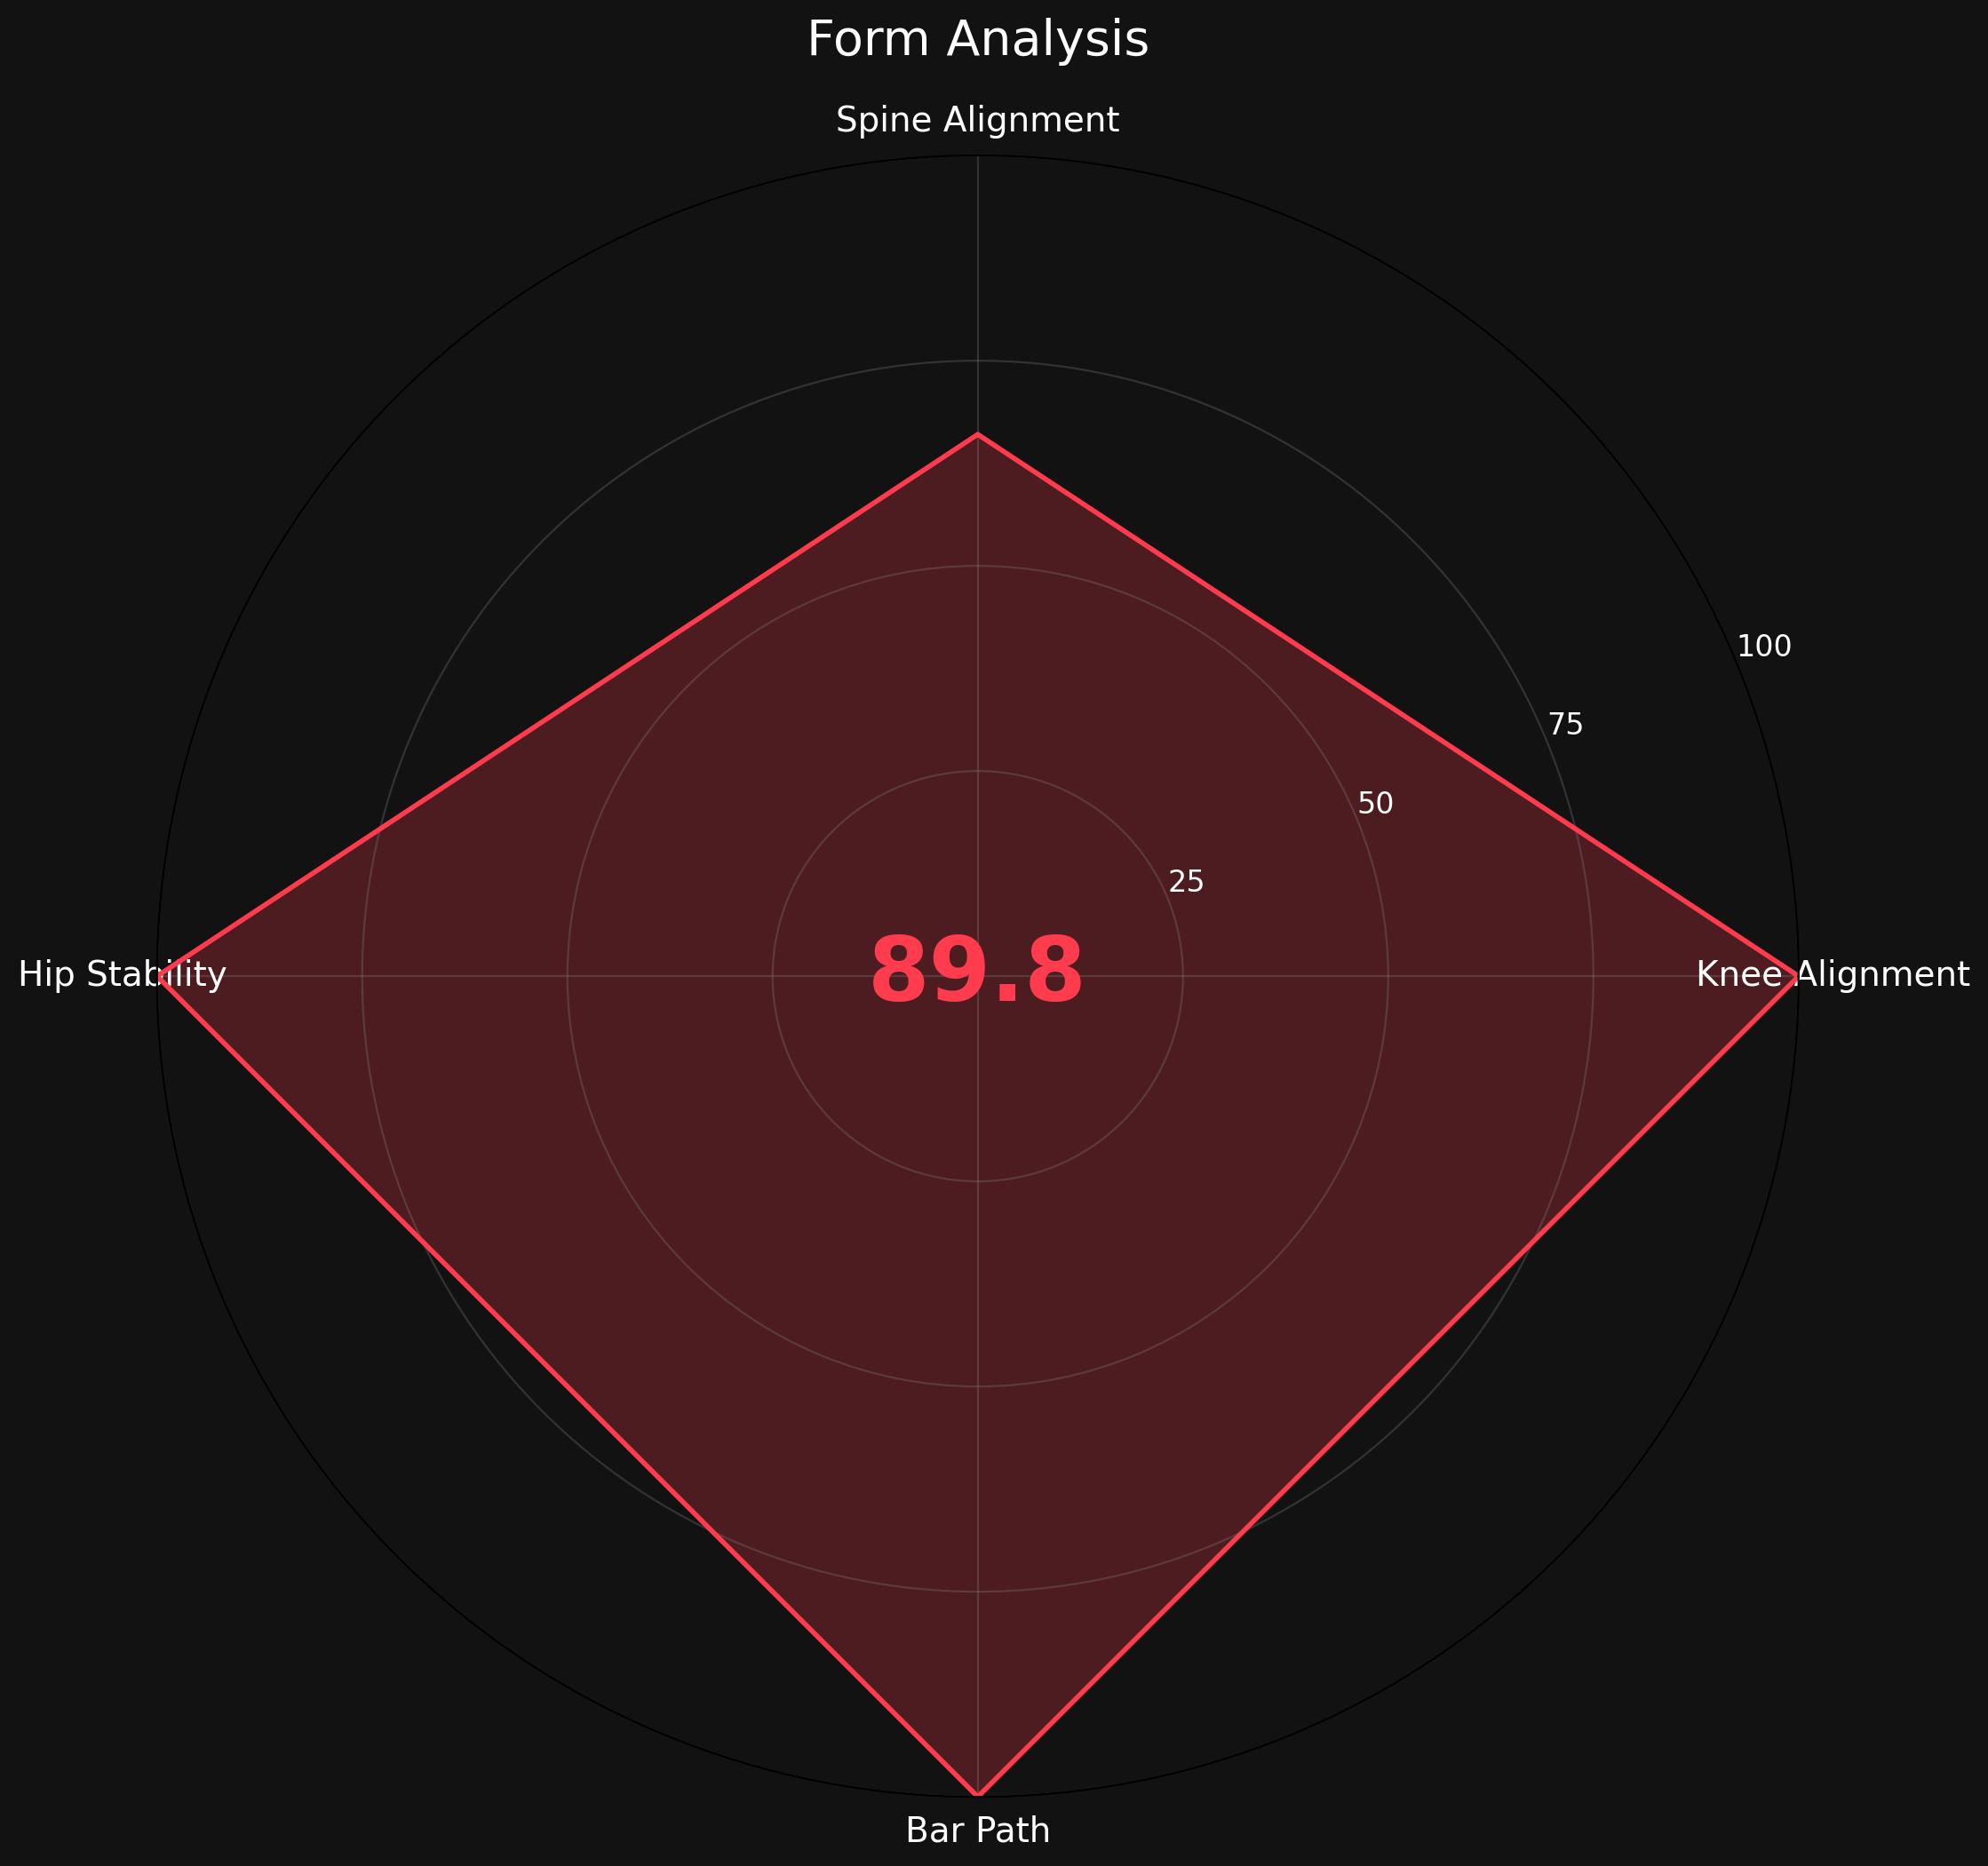 Form Analysis
Spine Alignment
100
75
50
25
89.8
Hip Stability
Knee Alignment
Bar Path